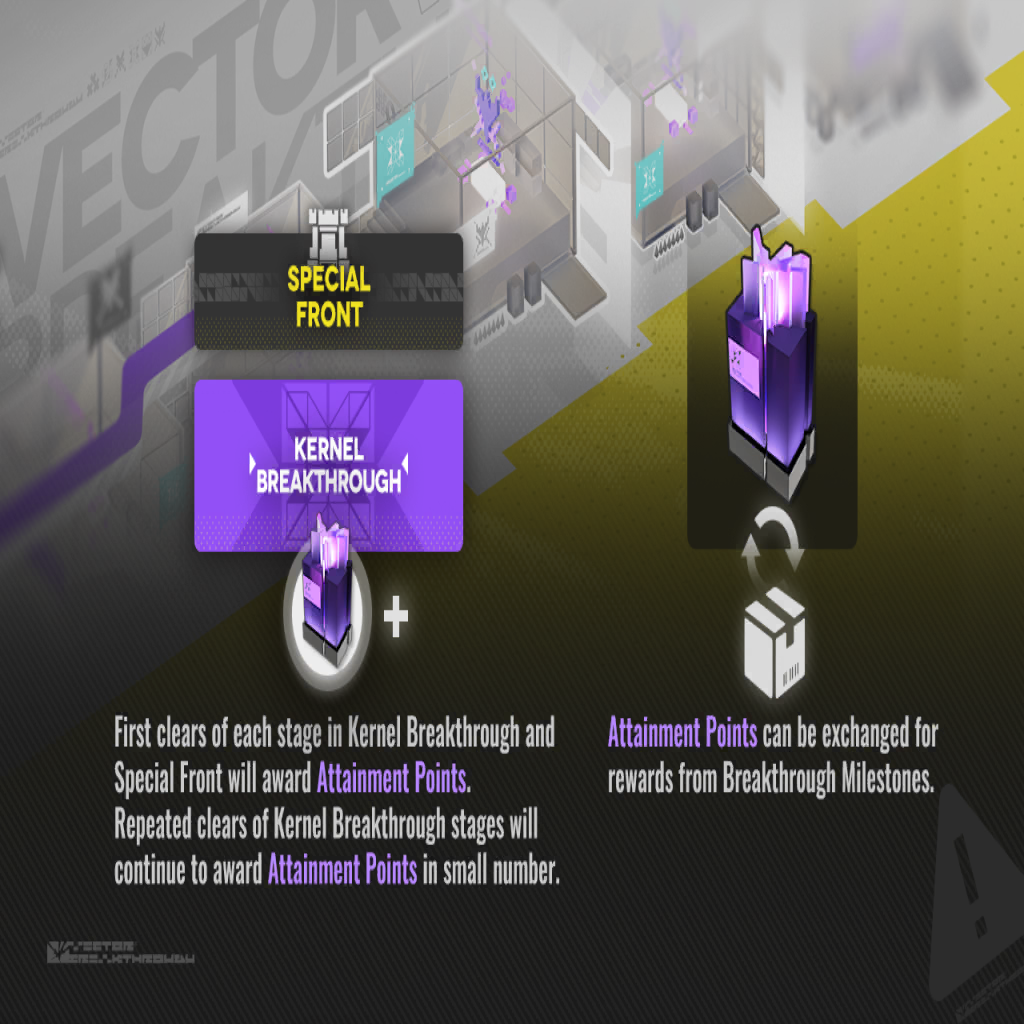 VECTOR
SPECIAL
FRONT
KERNEL
BREAKTHROUGH
+
First clears of each stage in Kernel Breakthrough and
Special Front will award Attainment Points.
Repeated clears of Kernel Breakthrough stages will
continue to award Attainment Points in small number.
Attainment Points can be exchanged for
rewards from Breakthrough Milestones.
!
VECTOR
BREAKTHROUGH